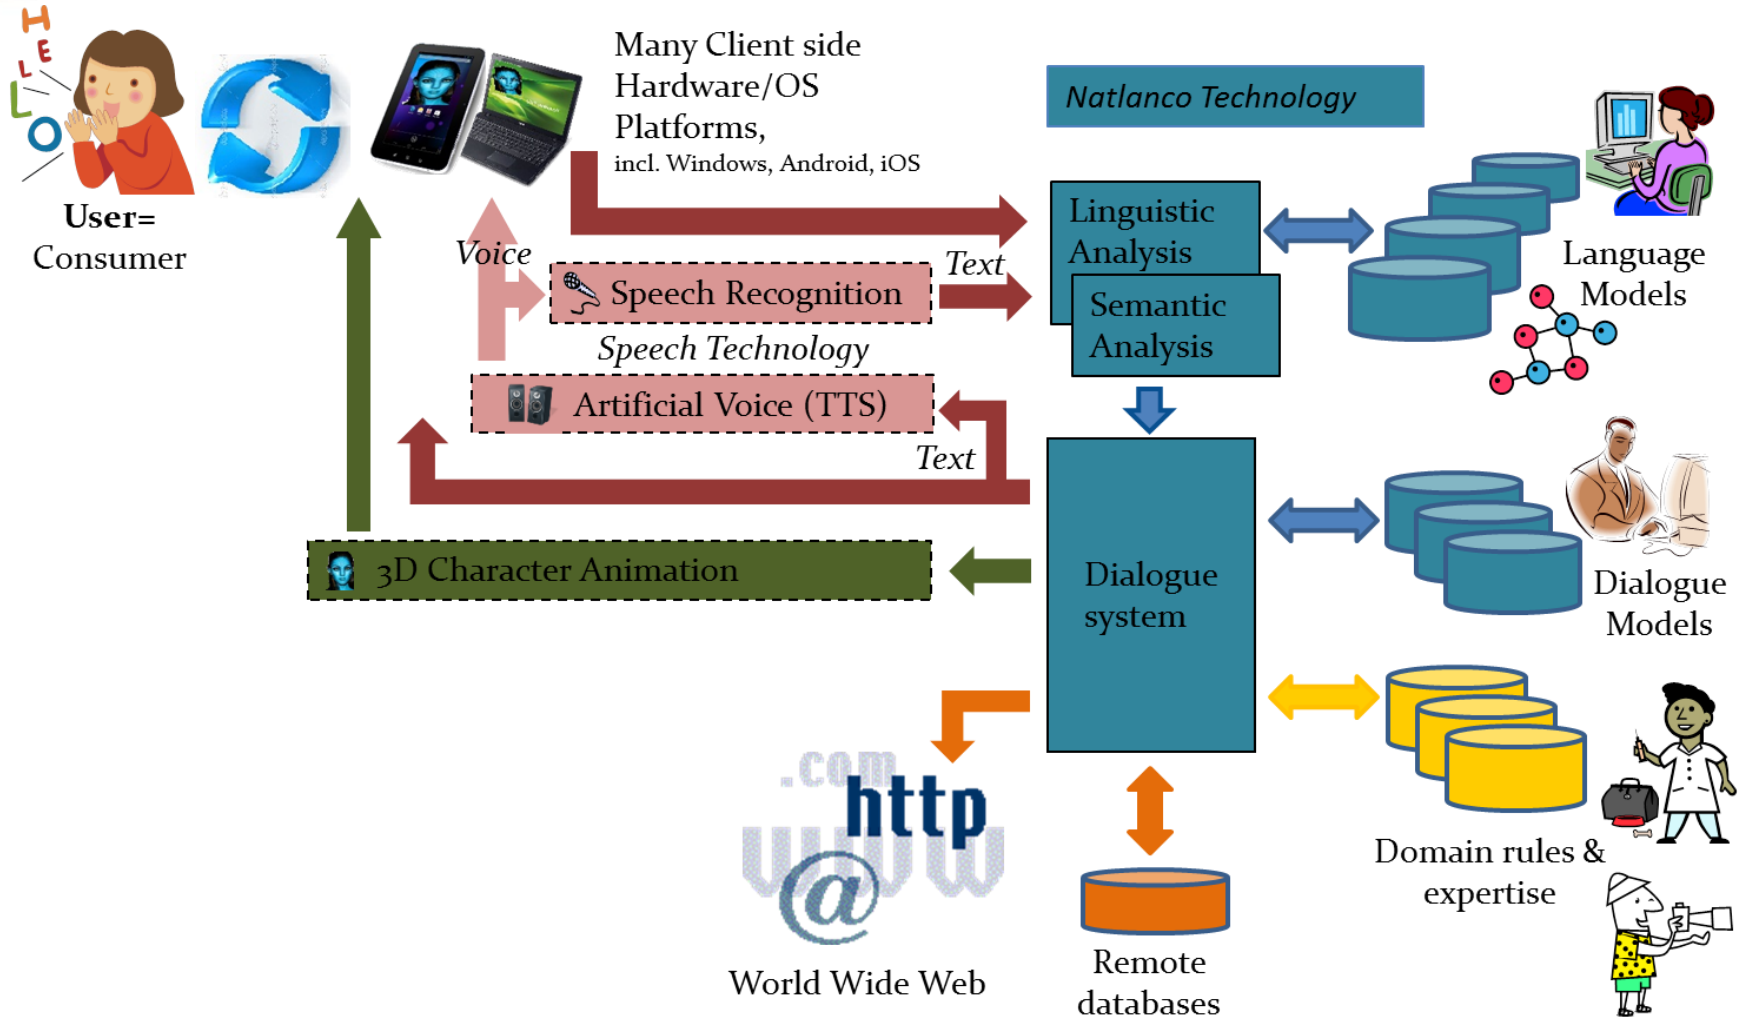 HELLO
User=
Consumer
Many Client side
Hardware/OS
Platforms,
incl. Windows, Android, iOS
Natlanco Technology
Linguistic
Analysis
Semantic
Analysis
Language
Models
Voice
Speech Recognition
Text
Speech Technology
Artificial Voice (TTS)
Text
3D Character Animation
Dialogue
system
Dialogue
Models
Domain rules &
expertise
.com
http
www
@
World Wide Web
Remote
databases